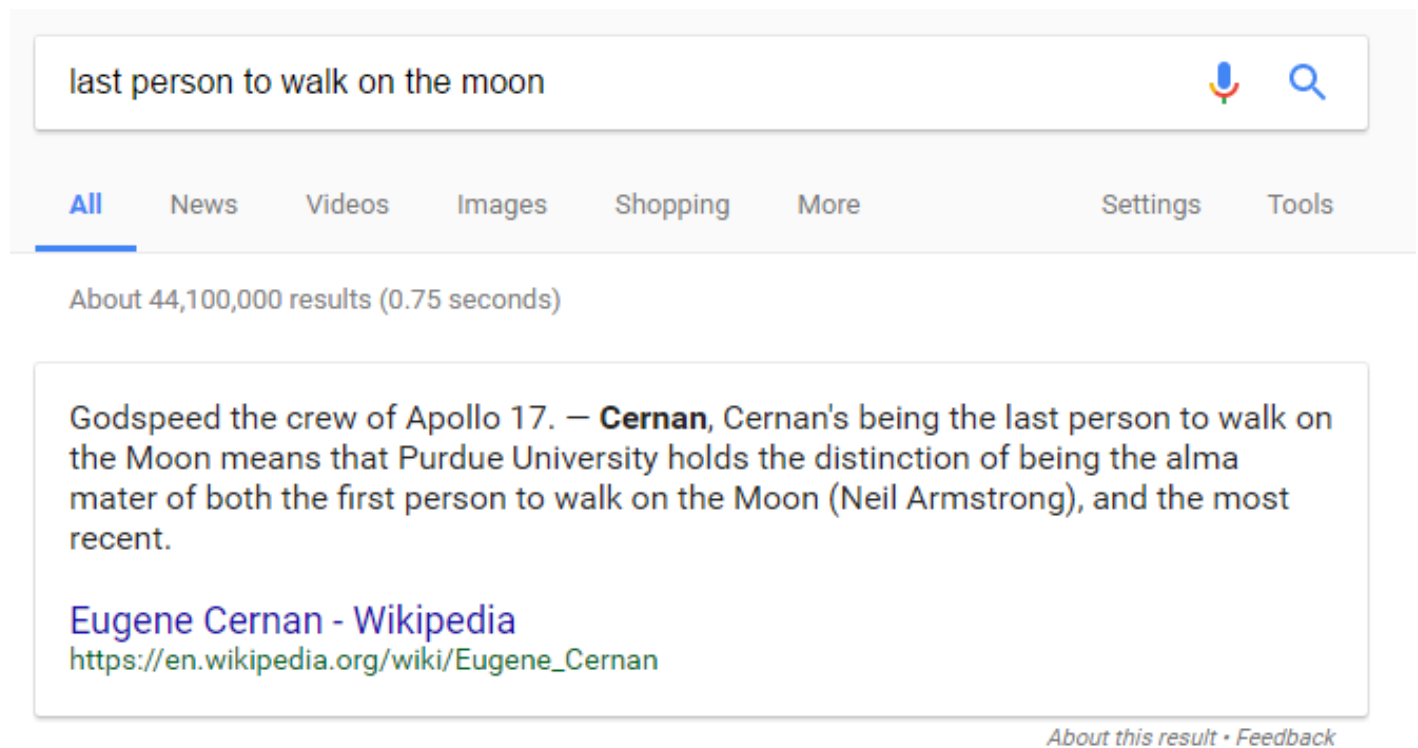 last person to walk on the moon
All News Videos Images Shopping More Settings Tools
About 44,100,000 results (0.75 seconds)
Godspeed the crew of Apollo 17. — Cernan, Cernan's being the last person to walk on
the Moon means that Purdue University holds the distinction of being the alma
mater of both the first person to walk on the Moon (Neil Armstrong), and the most
recent.
Eugene Cernan - Wikipedia
https://en.wikipedia.org/wiki/Eugene_Cernan
About this result • Feedback